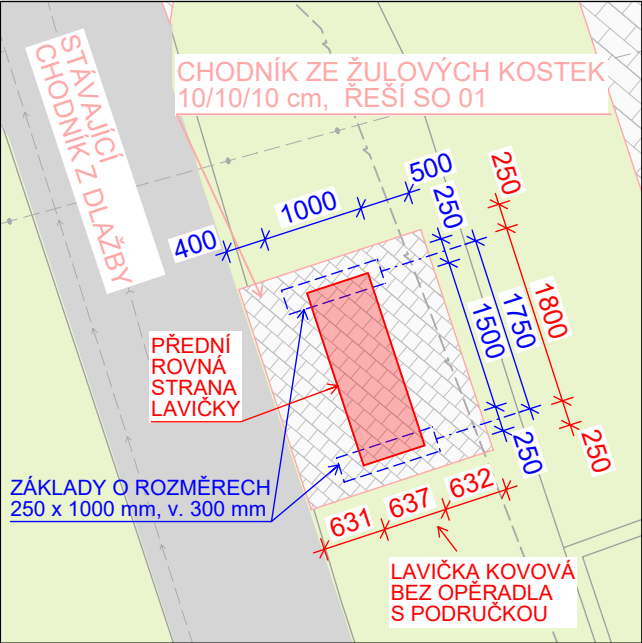 STÁVAJÍCÍ
CHODNÍK Z DLAŽBY
CHODNÍK ZE ŽULOVÝCH KOSTEK
10/10/10 cm, ŘEŠÍ SO 01
400
1000
500
250
250
1500
1750
1800
250
250
PŘEDNÍ
ROVNÁ
STRANA
LAVIČKY
ZÁKLADY O ROZMĚRECH
250 x 1000 mm, v. 300 mm
631
637
632
LAVIČKA KOVOVÁ
BEZ OPĚRADLA
S PODRUČKOU